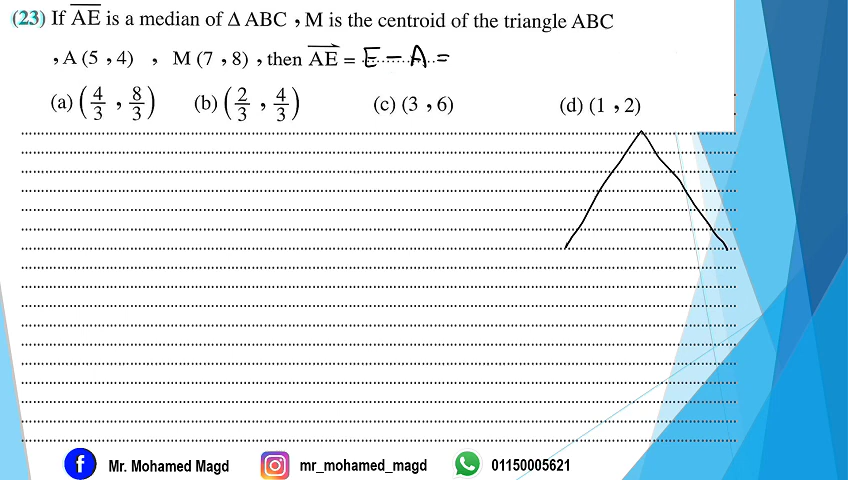 (23) If AE is a median of Δ ABC , M is the centroid of the triangle ABC
, A (5 , 4) , M (7 , 8) , then AE = E - A =
(a) (4/3 , 8/3) (b) (2/3 , 4/3) (c) (3 , 6) (d) (1 , 2)
Mr. Mohamed Magd mr_mohamed_magd 01150005621